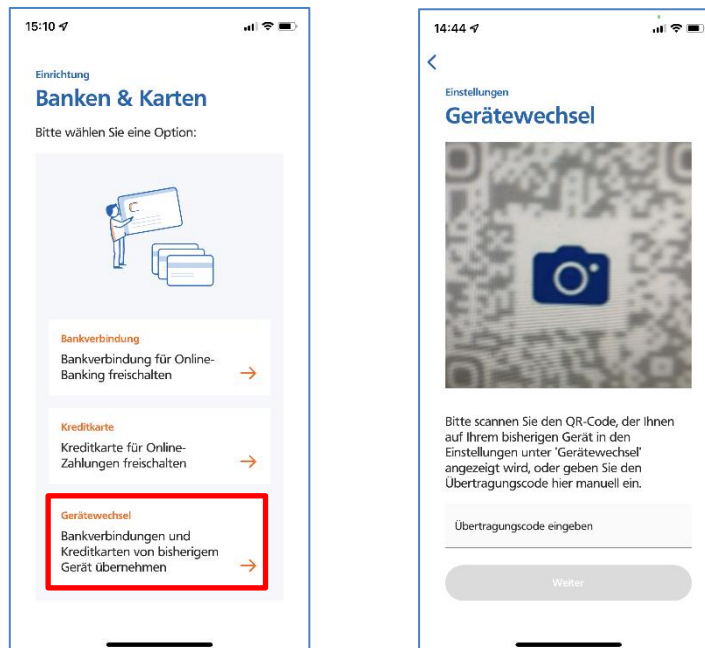 15:10
Einrichtung
Banken & Karten
Bitte wählen Sie eine Option:
Bankverbindung
Bankverbindung für Online-
Banking freischalten
Kreditkarte
Kreditkarte für Online-
Zahlungen freischalten
Gerätewechsel
Bankverbindungen und
Kreditkarten von bisherigem
Gerät übernehmen
14:44
Einstellungen
Gerätewechsel
Bitte scannen Sie den QR-Code, der Ihnen
auf Ihrem bisherigen Gerät in den
Einstellungen unter 'Gerätewechsel'
angezeigt wird, oder geben Sie den
Übertragungscode hier manuell ein.
Übertragungscode eingeben
Weiter